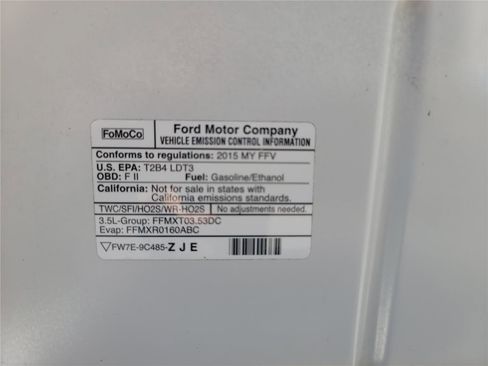 FoMoCo
Ford Motor Company
VEHICLE EMISSION CONTROL INFORMATION
Conforms to regulations: 2015 MY FFV
U.S. EPA: T2B4 LDT3
OBD: F II Fuel: Gasoline/Ethanol
California: Not for sale in states with
California emissions standards.
TWC/SFI/HO2S/WR-HO2S No adjustments needed.
3.5L-Group: FFMXT03.53DC
Evap: FFMXR0160ABC
▽FW7E-9C485-ZJE